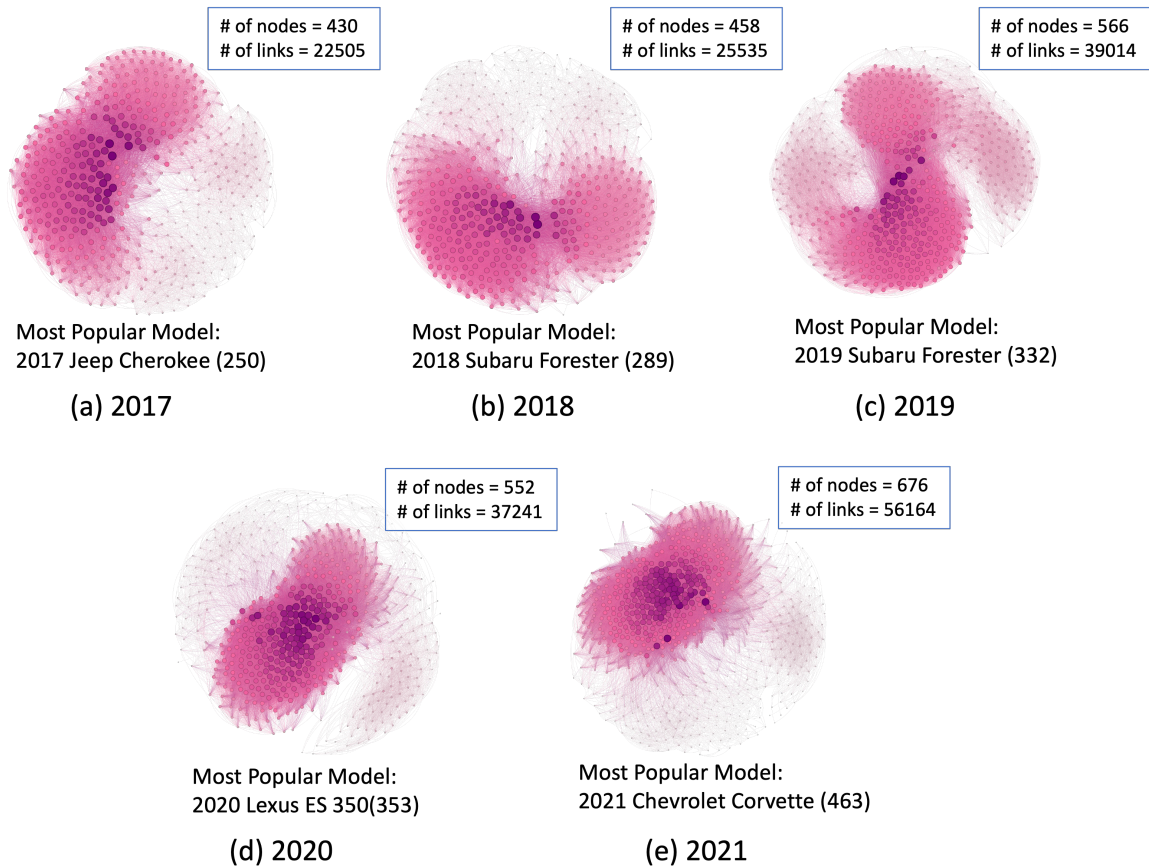 # of nodes = 430
# of links = 22505
# of nodes = 458
# of links = 25535
# of nodes = 566
# of links = 39014
Most Popular Model:
2017 Jeep Cherokee (250)
(a) 2017
Most Popular Model:
2018 Subaru Forester (289)
(b) 2018
Most Popular Model:
2019 Subaru Forester (332)
(c) 2019
# of nodes = 552
# of links = 37241
# of nodes = 676
# of links = 56164
Most Popular Model:
2020 Lexus ES 350(353)
(d) 2020
Most Popular Model:
2021 Chevrolet Corvette (463)
(e) 2021